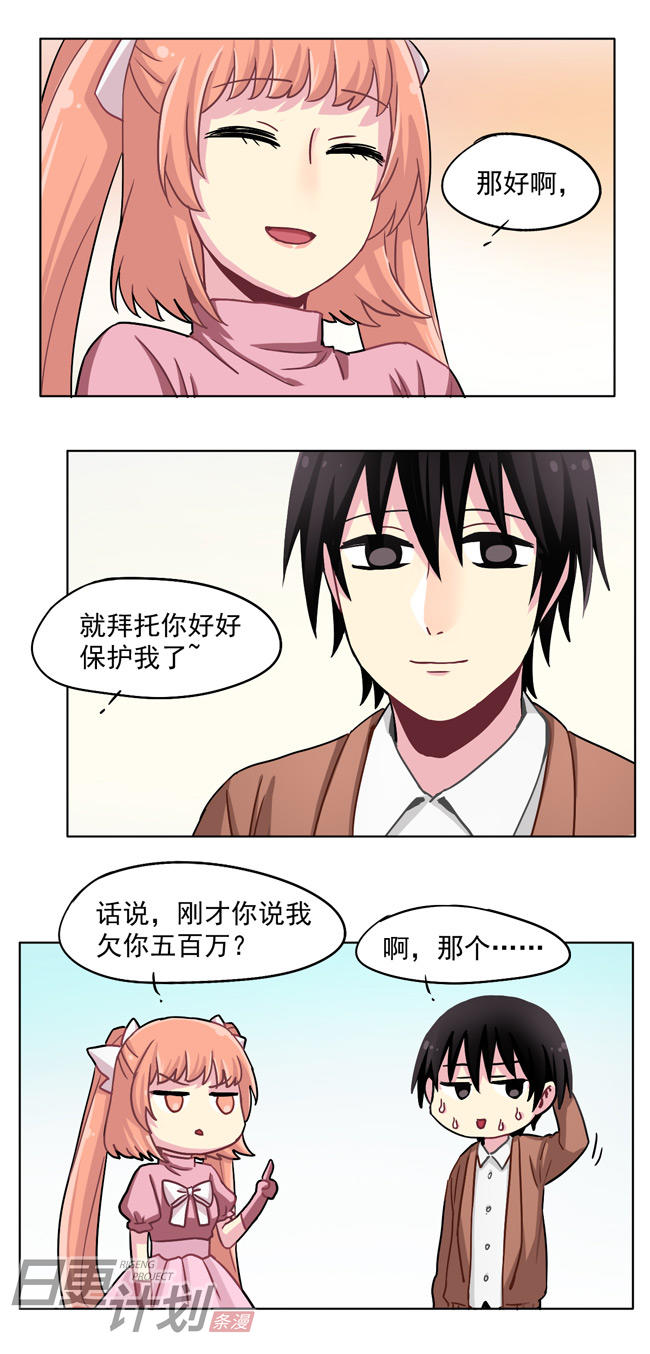 那好啊，
就拜托你好好
保护我了~
话说，刚才你说我
欠你五百万？
啊，那个……
日更
RISENG
PROJECT
计划
条漫